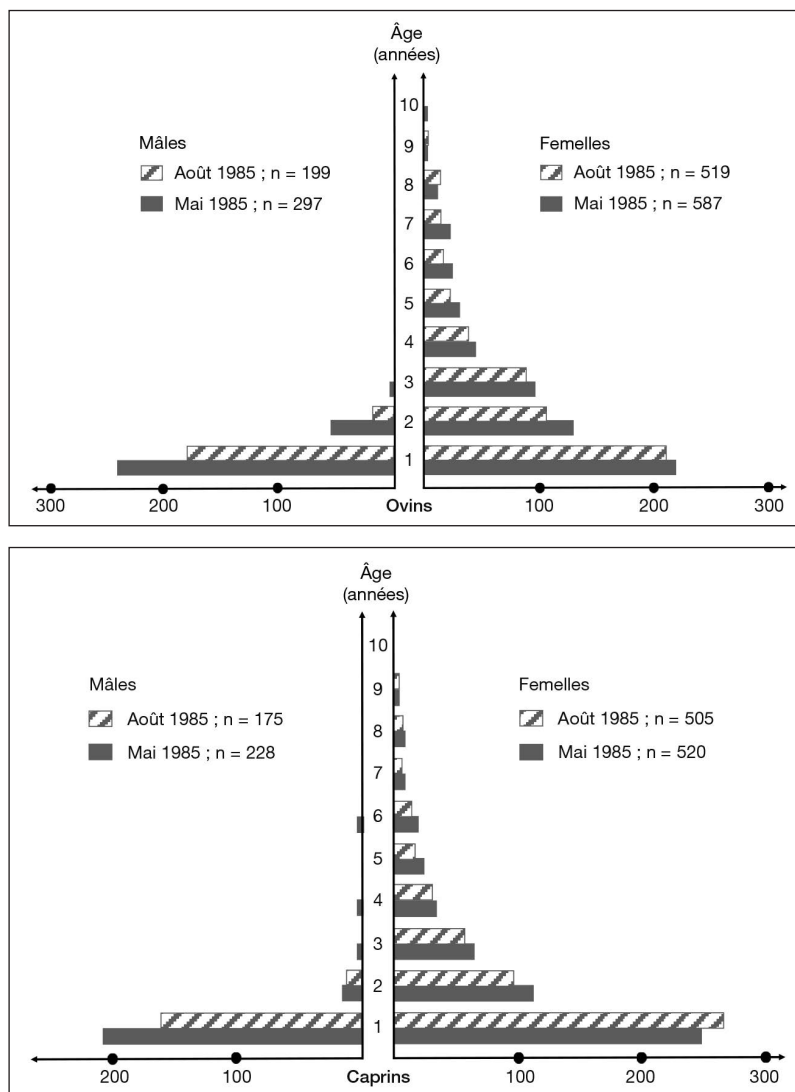 Âge
(années)
Mâles
Août 1985 ; n = 199
Mai 1985 ; n = 297
Femelles
Août 1985 ; n = 519
Mai 1985 ; n = 587
10
9
8
7
6
5
4
3
2
1
300 200 100 Ovins 100 200 300
Âge
(années)
Mâles
Août 1985 ; n = 175
Mai 1985 ; n = 228
Femelles
Août 1985 ; n = 505
Mai 1985 ; n = 520
10
9
8
7
6
5
4
3
2
1
200 100 Caprins 100 200 300